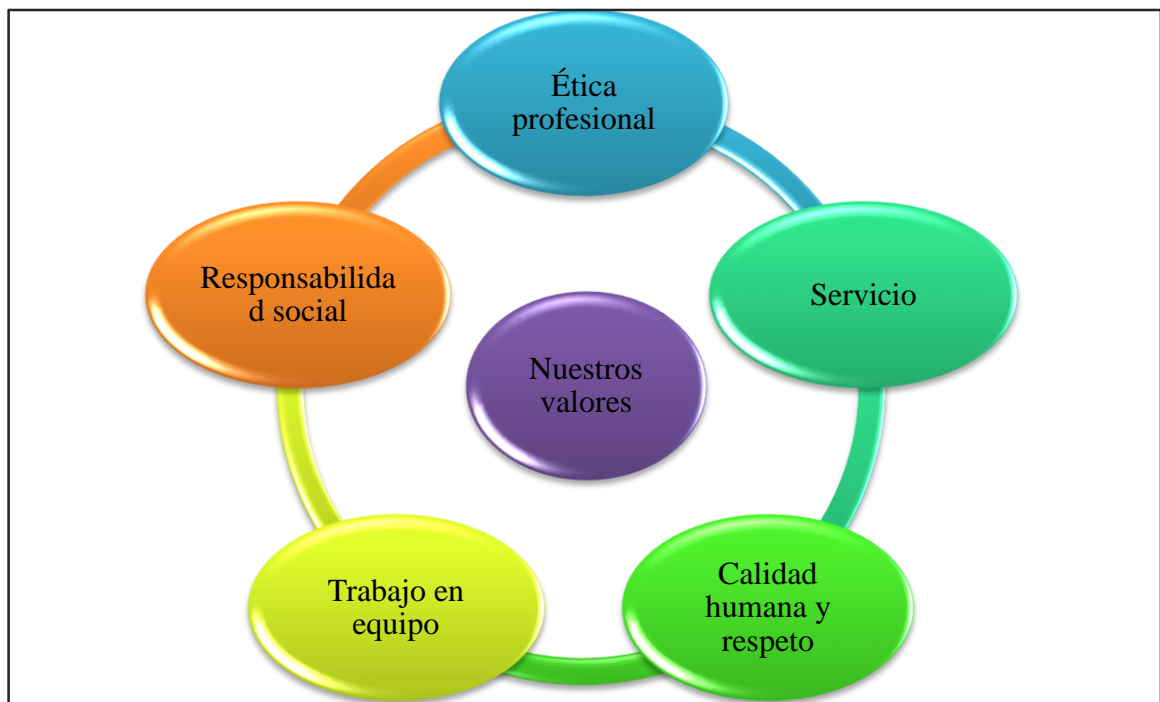 Ética
profesional
Servicio
Calidad
humana y
respeto
Trabajo en
equipo
Responsabilida
d social
Nuestros
valores